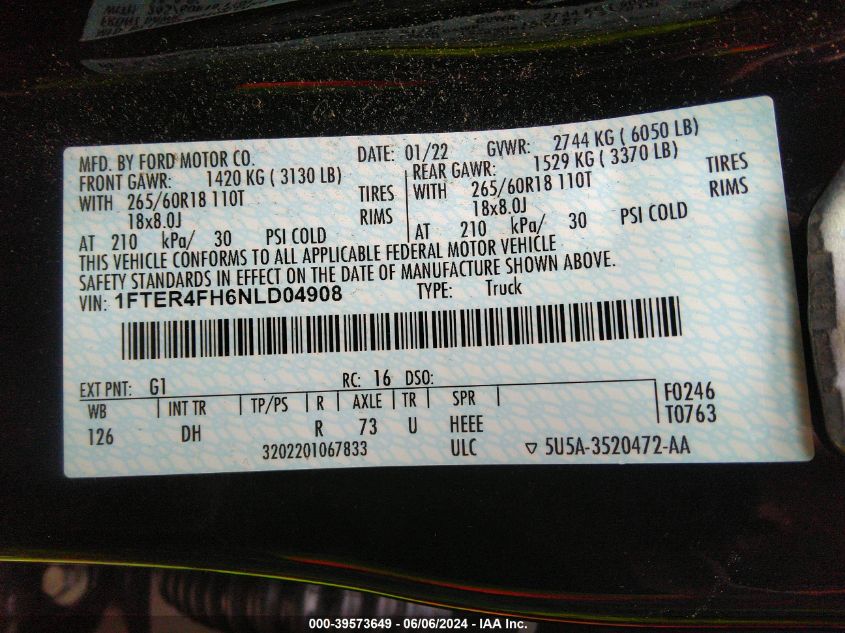 MFD. BY FORD MOTOR CO. DATE: 01/22 GVWR: 2744 KG ( 6050 LB)
FRONT GAWR: 1420 KG ( 3130 LB) REAR GAWR: 1529 KG ( 3370 LB)
WITH 265/60R18 110T TIRES WITH 265/60R18 110T TIRES
18x8.0J RIMS 18x8.0J RIMS
AT 210 kPa/ 30 PSI COLD AT 210 kPa/ 30 PSI COLD
THIS VEHICLE CONFORMS TO ALL APPLICABLE FEDERAL MOTOR VEHICLE
SAFETY STANDARDS IN EFFECT ON THE DATE OF MANUFACTURE SHOWN ABOVE.
VIN: 1FTER4FH6NLD04908 TYPE: Truck
EXT PNT: G1 RC: 16 DSO:
WB INT TR TP/PS R AXLE TR SPR F0246
126 DH R 73 U HEEE T0763
3202201067833 ULC ▽ 5U5A-3520472-AA
000-39573649 - 06/06/2024 - IAA Inc.